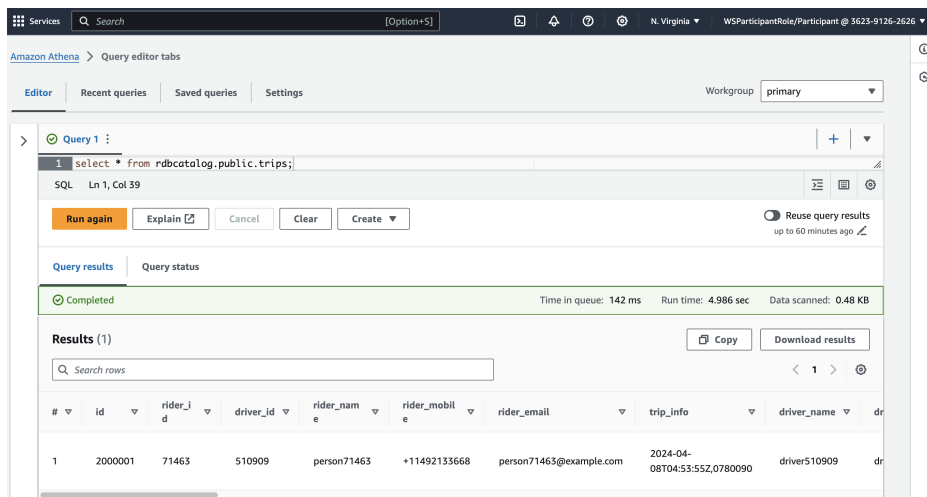 Services Search [Option+S] N. Virginia WSParticipantRole/Participant @ 3623-9126-2626
Amazon Athena Query editor tabs
Editor Recent queries Saved queries Settings Workgroup primary
Query 1
1 select * from rdbcatalog.public.trips;
SQL Ln 1, Col 39
Run again Explain Cancel Clear Create Reuse query results
up to 60 minutes ago
Query results Query status
Completed Time in queue: 142 ms Run time: 4.986 sec Data scanned: 0.48 KB
Results (1) Copy Download results
Search rows 1
# id rider_i driver_id rider_nam rider_mobil rider_email trip_info driver_name dr
d e e
1 2000001 71463 510909 person71463 +11492133668 person71463@example.com 2024-04- driver510909 dr
08T04:53:55Z,0780090